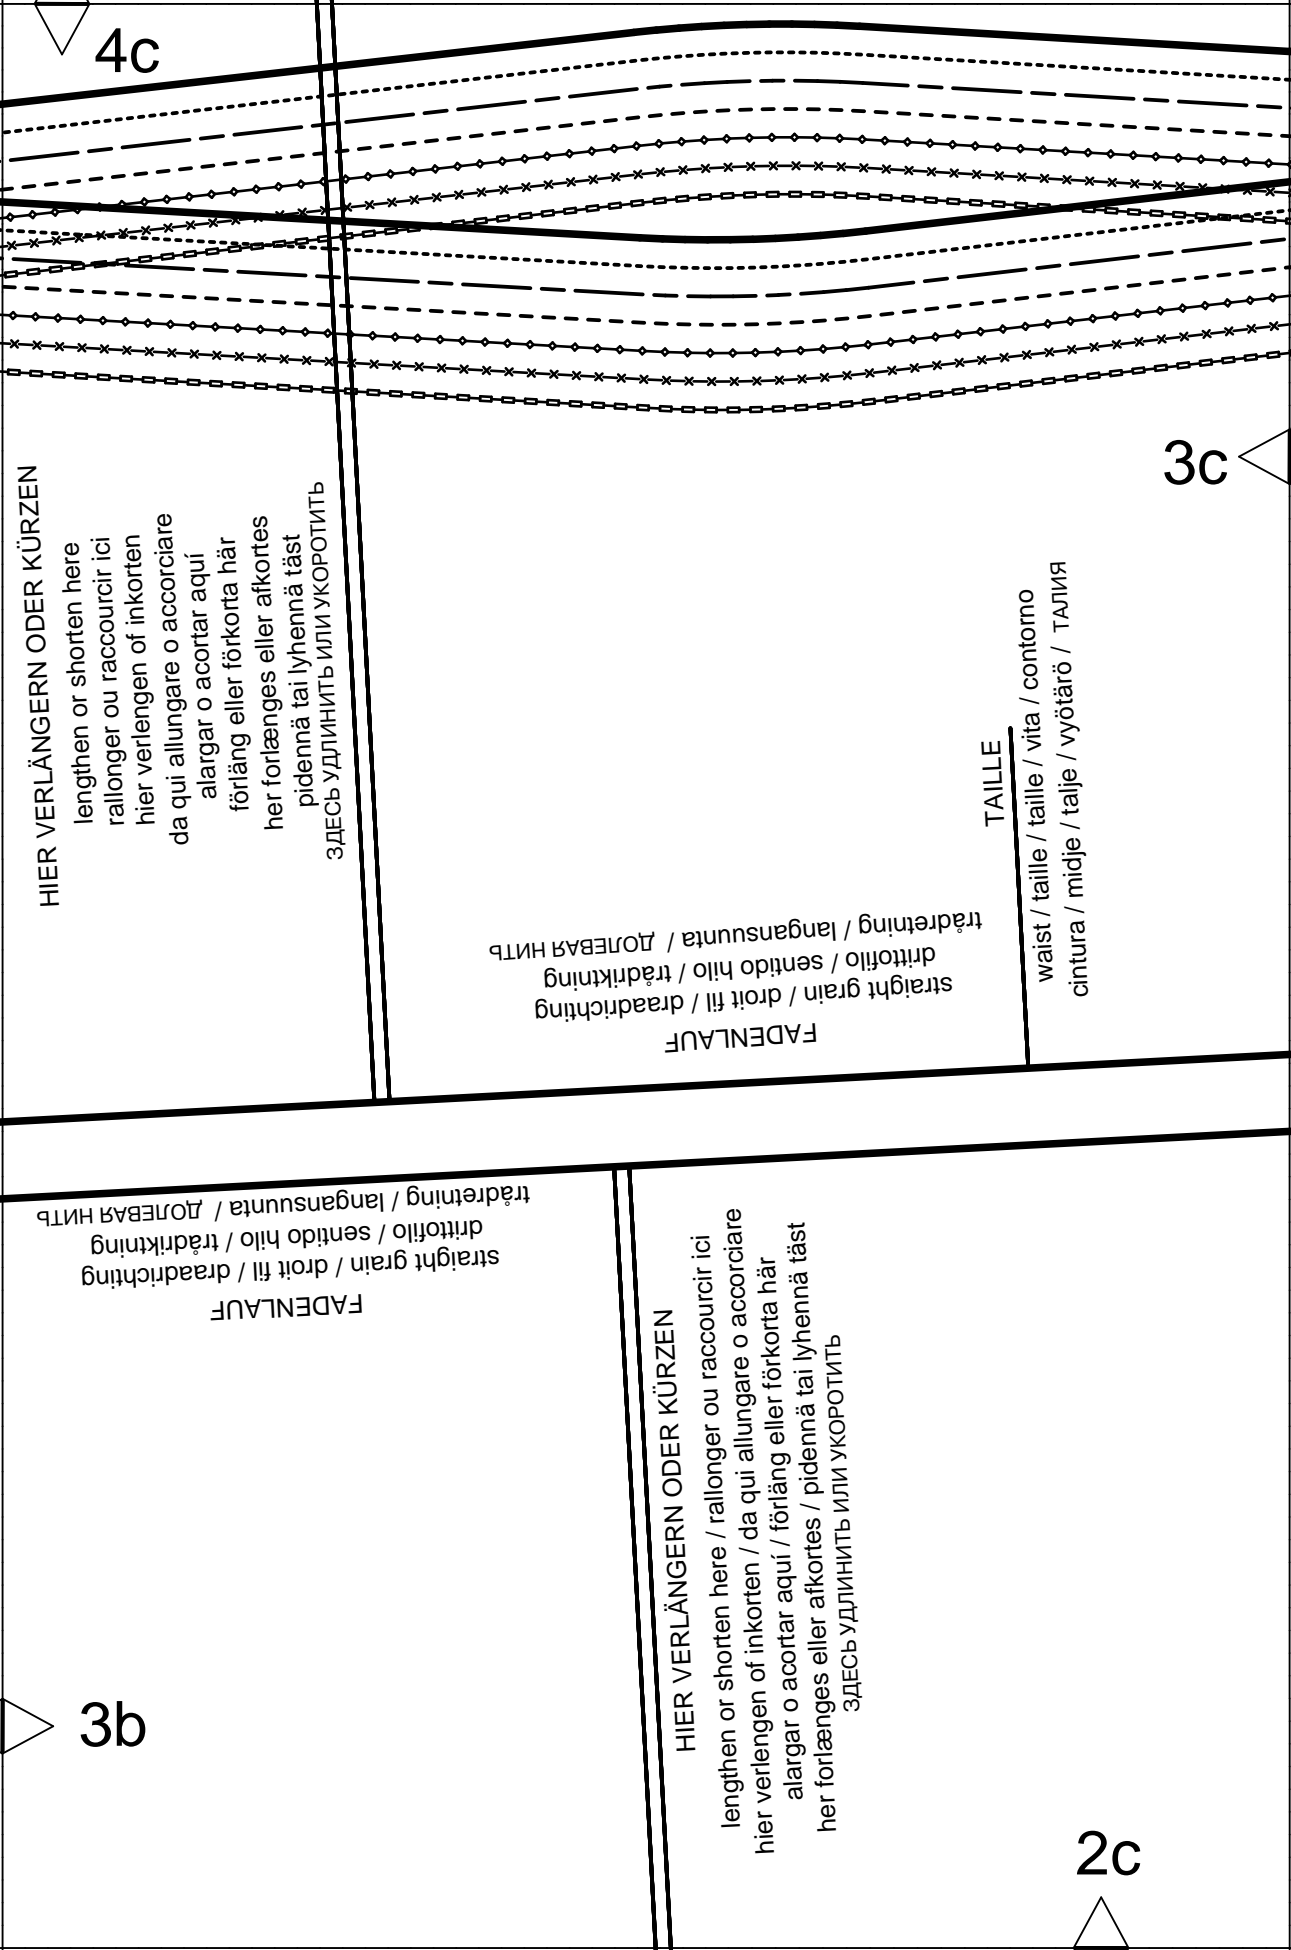 4c
3c
HIER VERLÄNGERN ODER KÜRZEN
lengthen or shorten here
rallonger ou raccourcir ici
hier verlengen of inkorten
da qui allungare o accorciare
alargar o acortar aquí
förläng eller förkorta här
her forlænges eller afkortes
pidennä tai lyhennä täst
ЗДЕСЬ УДЛИНИТЬ ИЛИ УКОРОТИТЬ
TAILLE
waist / taille / taille / vita / contorno
cintura / midje / talje / vyötärö / ТАЛИЯ
FADENLAUF
straight grain / droit fil / draadrichting
drittofilo / sentido hilo / trådriktning
trådretning / langansuunta / ДОЛЕВАЯ НИТЬ
FADENLAUF
straight grain / droit fil / draadrichting
drittofilo / sentido hilo / trådriktning
trådretning / langansuunta / ДОЛЕВАЯ НИТЬ
HIER VERLÄNGERN ODER KÜRZEN
lengthen or shorten here / rallonger ou raccourcir ici
hier verlengen of inkorten / da qui allungare o accorciare
alargar o acortar aquí / förläng eller förkorta här
her forlænges eller afkortes / pidennä tai lyhennä täst
ЗДЕСЬ УДЛИНИТЬ ИЛИ УКОРОТИТЬ
3b
2c